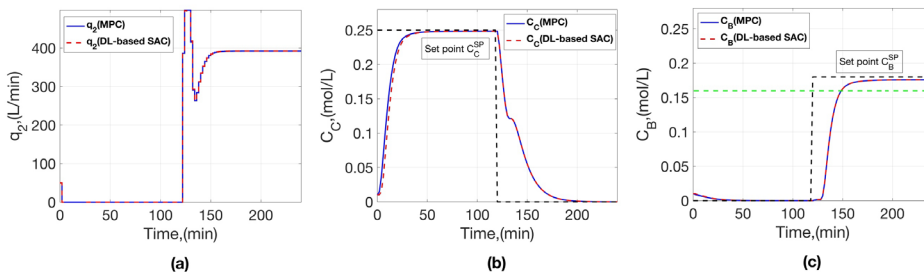 q₂(MPC)
q₂(DL-based SAC)
400
300
200
100
0
q₂,(L/min)
0 50 100 150 200
Time,(min)
(a)
C_C(MPC)
C_C(DL-based SAC)
Set point C_C^SP
0.3
0.25
0.2
0.15
0.1
0.05
0
C_C,(mol/L)
0 50 100 150 200
Time,(min)
(b)
C_B(MPC)
C_B(DL-based SAC)
Set point C_B^SP
0.3
0.25
0.2
0.15
0.1
0.05
0
C_B,(mol/L)
0 50 100 150 200
Time,(min)
(c)